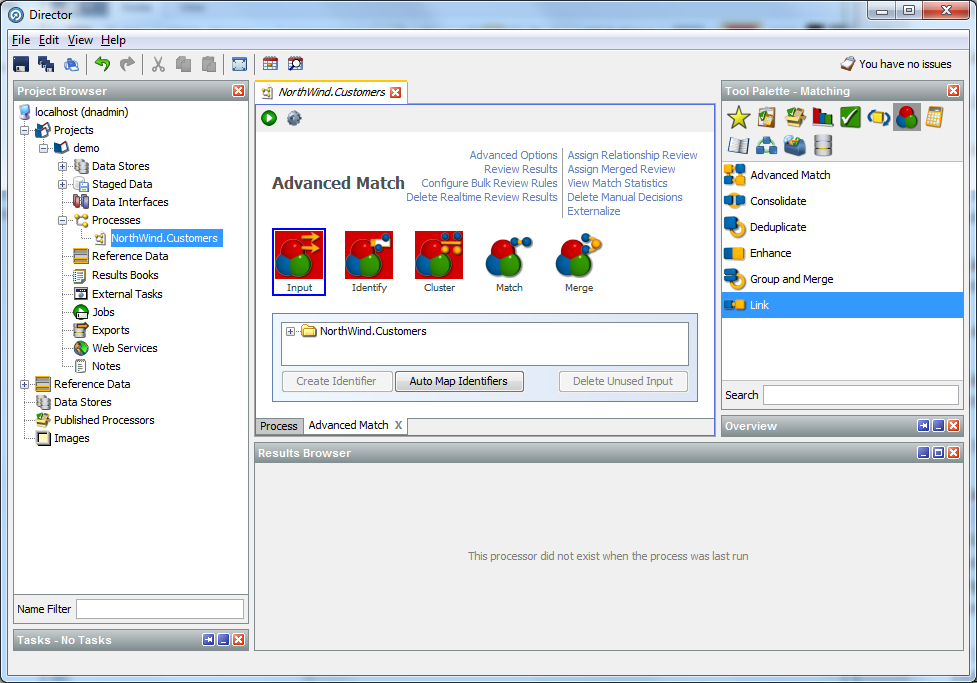 Director
File Edit View Help
You have no issues
Project Browser
localhost (dnadmin)
Projects
demo
Data Stores
Staged Data
Data Interfaces
Processes
NorthWind.Customers
Reference Data
Results Books
External Tasks
Jobs
Exports
Web Services
Notes
Reference Data
Data Stores
Published Processors
Images
Name Filter
Tasks - No Tasks
NorthWind.Customers
Advanced Match
Advanced Options
Review Results
Configure Bulk Review Rules
Delete Realtime Review Results
Assign Relationship Review
Assign Merged Review
View Match Statistics
Delete Manual Decisions
Externalize
Input Identify Cluster Match Merge
NorthWind.Customers
Create Identifier Auto Map Identifiers Delete Unused Input
Process Advanced Match X
Results Browser
This processor did not exist when the process was last run
Tool Palette - Matching
Advanced Match
Consolidate
Deduplicate
Enhance
Group and Merge
Link
Search
Overview